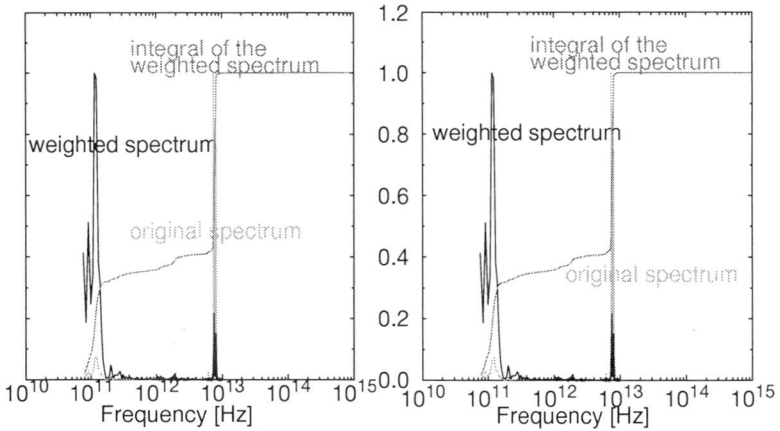 integral of the
weighted spectrum
weighted spectrum
original spectrum
10^10 10^11 10^12 10^13 10^14 10^15
Frequency [Hz]
1.2
1.0
0.8
0.6
0.4
0.2
0.0
integral of the
weighted spectrum
weighted spectrum
original spectrum
10^10 10^11 10^12 10^13 10^14 10^15
Frequency [Hz]